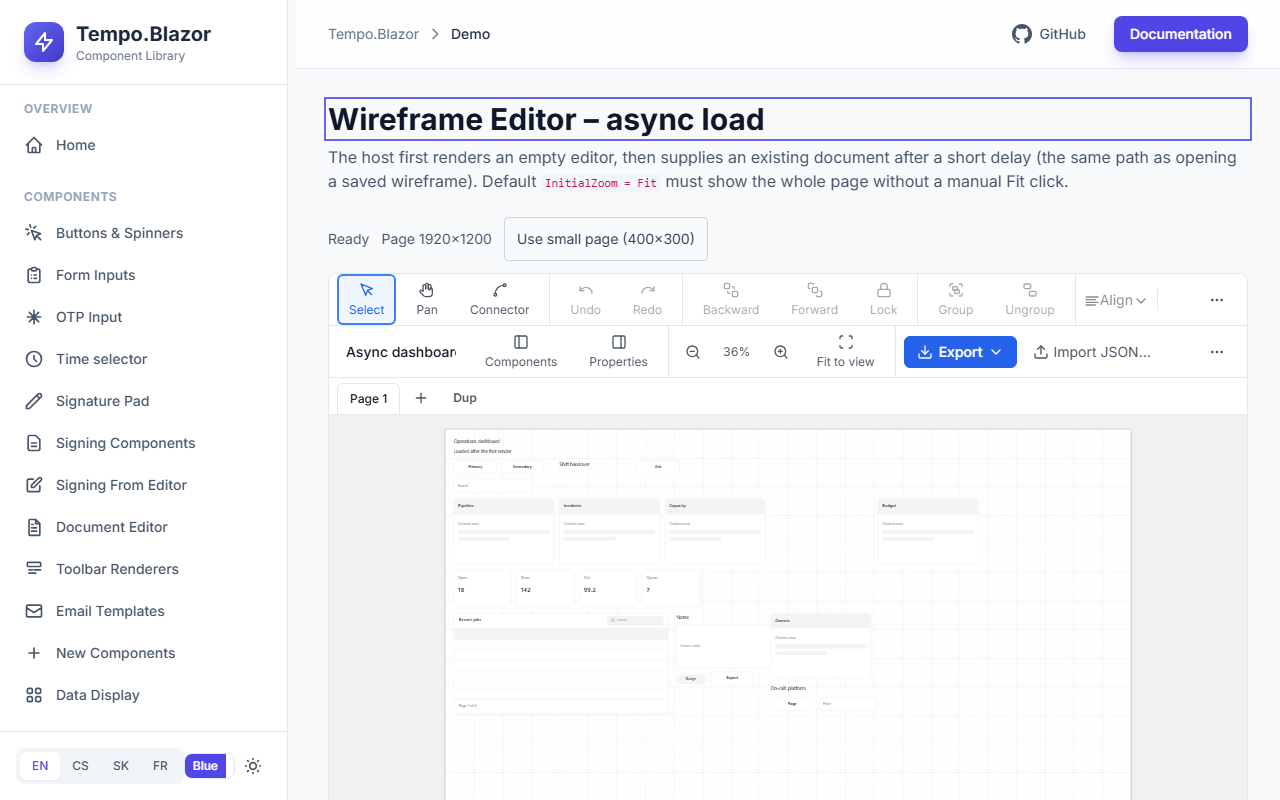 Tempo.Blazor
Component Library
OVERVIEW
Home
COMPONENTS
Buttons & Spinners
Form Inputs
OTP Input
Time selector
Signature Pad
Signing Components
Signing From Editor
Document Editor
Toolbar Renderers
Email Templates
New Components
Data Display
EN CS SK FR Blue
Tempo.Blazor Demo
GitHub Documentation
Wireframe Editor – async load
The host first renders an empty editor, then supplies an existing document after a short delay (the same path as opening
a saved wireframe). Default InitialZoom = Fit must show the whole page without a manual Fit click.
Ready Page 1920×1200 Use small page (400×300)
Select Pan Connector Undo Redo Backward Forward Lock Group Ungroup Align
Async dashboar Components Properties 36% Fit to view Export Import JSON...
Page 1 Dup
Operations dashboard
Loaded after the first render
Primary Secondary Shift handover Ack
Search
Pipeline Incidents Capacity Budget
Content area Content area Content area Content area
Open SLA Queue
18 142 99.2 7
Recent jobs Notes Owners
Content area
Badge Export
On-call platform
Page Filter
Page 1 of 5